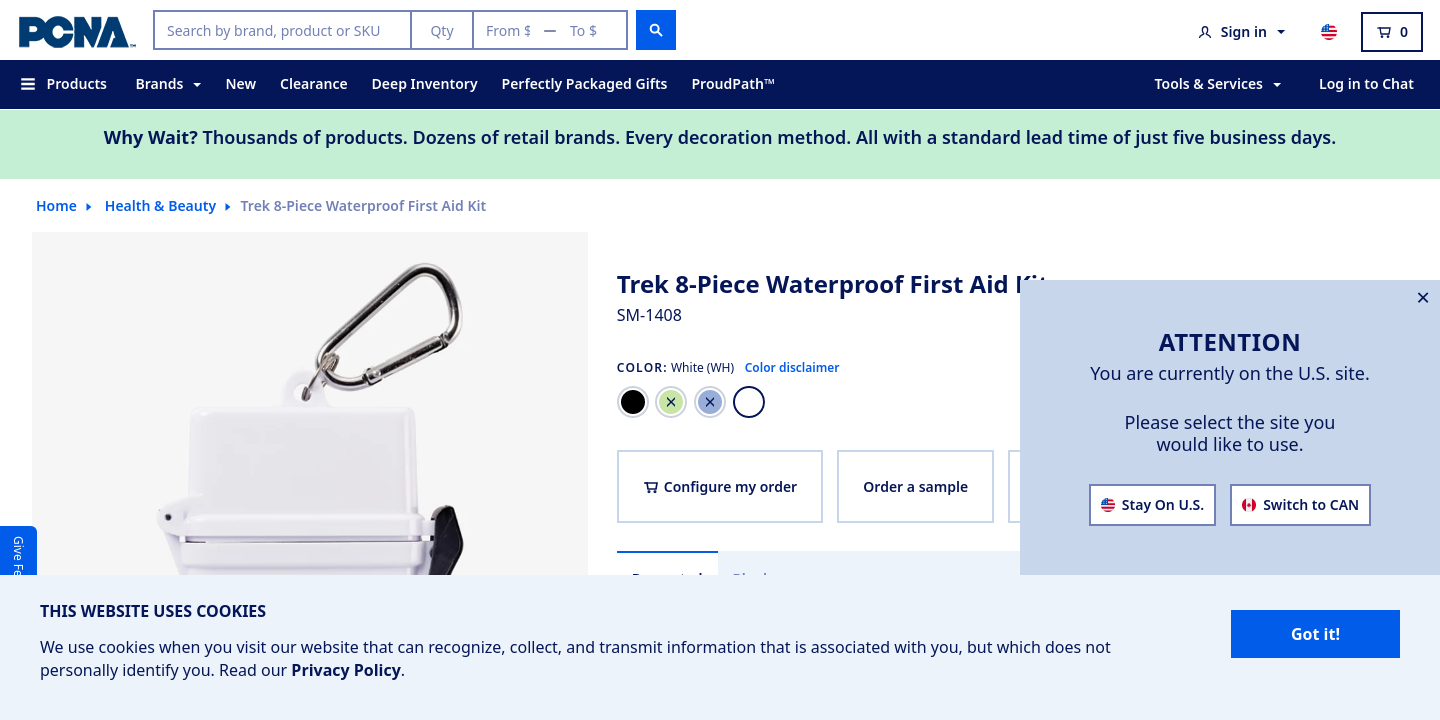 PCNA™
Search by brand, product or SKU
Qty
From $ — To $
Sign in
0
Products
Brands
New
Clearance
Deep Inventory
Perfectly Packaged Gifts
ProudPath™
Tools & Services
Log in to Chat
Why Wait? Thousands of products. Dozens of retail brands. Every decoration method. All with a standard lead time of just five business days.
Home
Health & Beauty
Trek 8-Piece Waterproof First Aid Kit
Trek 8-Piece Waterproof First Aid Kit
SM-1408
COLOR: White (WH) Color disclaimer
Configure my order
Order a sample
ATTENTION
You are currently on the U.S. site.
Please select the site you
would like to use.
Stay On U.S.
Switch to CAN
Give Fe
THIS WEBSITE USES COOKIES
We use cookies when you visit our website that can recognize, collect, and transmit information that is associated with you, but which does not
personally identify you. Read our Privacy Policy.
Got it!